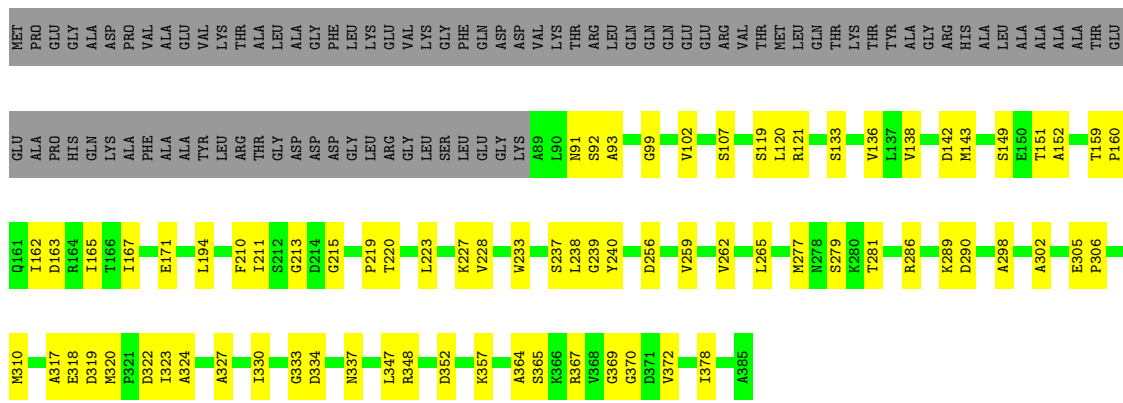 MET PRO GLU GLY ALA ASP PRO VAL ALA GLU VAL LYS THR ALA LEU ALA GLY PHE LEU LYS GLU VAL LYS GLY PHE GLN ASP ASP VAL LYS THR ARG LEU GLN GLN GLN GLU GLU ARG VAL THR MET LEU GLN THR LYS THR TYR ALA GLY ARG HIS ALA LEU ALA ALA ALA ALA THR GLU
GLU ALA PRO HIS GLN LYS ALA PHE ALA ALA TYR LEU ARG THR GLY ASP ASP ASP GLY LEU ARG GLY LEU SER LEU GLU GLY LYS A89 L90 N91 S92 A93 G99 V102 S107 S119 L120 R121 S133 V136 L137 V138 D142 M143 S149 E150 T151 A152 T159 P160
Q161 I162 D163 R164 I165 T166 I167 E171 L194 F210 I211 S212 G213 D214 G215 P219 T220 L223 K227 V228 W233 S237 L238 G239 Y240 D256 V259 V262 L265 M277 N278 S279 K280 T281 R286 K289 D290 A298 A302 E305 P306
M310 A317 E318 D319 M320 P321 D322 I323 A324 A327 I330 G333 D334 N337 L347 R348 D352 K357 A364 S365 K366 R367 V368 G369 G370 D371 V372 I378 A385